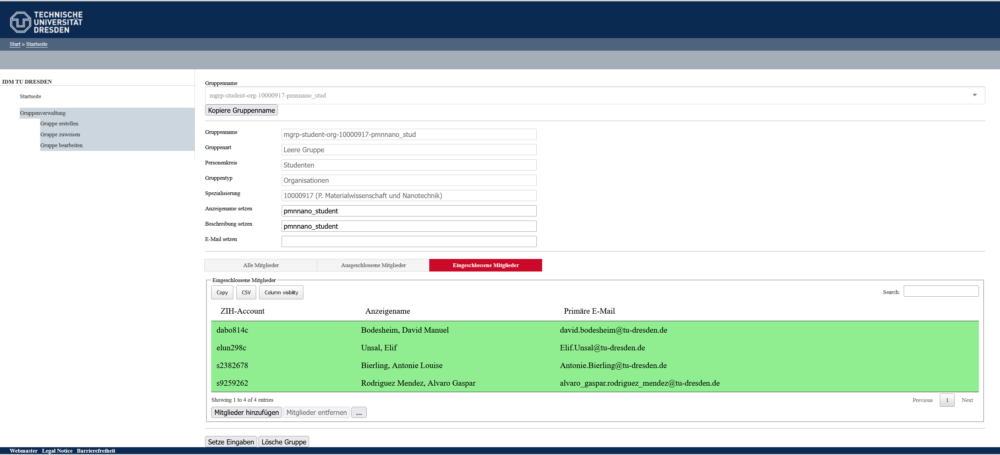 TECHNISCHE
UNIVERSITÄT
DRESDEN
Start » Startseite
IDM TU DRESDEN
Startseite
Gruppenverwaltung
Gruppe erstellen
Gruppe zuweisen
Gruppe bearbeiten
Gruppenname
mgrp-student-org-10000917-pmnnano_stud
Kopiere Gruppenname
Gruppenname mgrp-student-org-10000917-pmnnano_stud
Gruppenart Leere Gruppe
Personenkreis Studenten
Gruppentyp Organisationen
Spezialisierung 10000917 (P. Materialwissenschaft und Nanotechnik)
Anzeigename setzen pmnnano_student
Beschreibung setzen pmnnano_student
E-Mail setzen
Alle Mitglieder Ausgeschlossene Mitglieder Eingeschlossene Mitglieder
Eingeschlossene Mitglieder
Copy CSV Column visibility Search:
ZIH-Account Anzeigename Primäre E-Mail
dabo814c Bodesheim, David Manuel david.bodesheim@tu-dresden.de
elun298c Unsal, Elif Elif.Unsal@tu-dresden.de
s2382678 Bierling, Antonie Louise Antonie.Bierling@tu-dresden.de
s9259262 Rodriguez Mendez, Alvaro Gaspar alvaro_gaspar.rodriguez_mendez@tu-dresden.de
Showing 1 to 4 of 4 entries Previous 1 Next
Mitglieder hinzufügen Mitglieder entfernen ...
Setze Eingaben Lösche Gruppe
Webmaster Legal Notice Barrierefreiheit